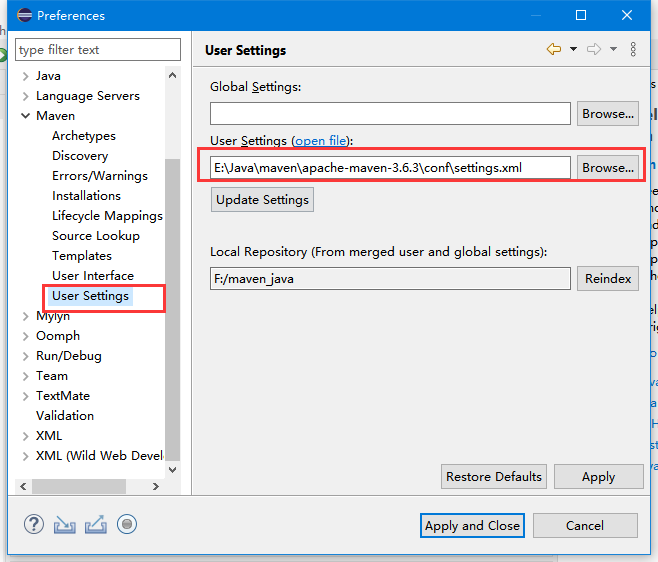 Preferences
type filter text
Java
Language Servers
Maven
Archetypes
Discovery
Errors/Warnings
Installations
Lifecycle Mappings
Source Lookup
Templates
User Interface
User Settings
Mylyn
Oomph
Run/Debug
Team
TextMate
Validation
XML
XML (Wild Web Devel
User Settings
Global Settings:
Browse...
User Settings (open file):
E:\Java\maven\apache-maven-3.6.3\conf\settings.xml
Browse...
Update Settings
Local Repository (From merged user and global settings):
F:/maven_java
Reindex
Restore Defaults
Apply
Apply and Close
Cancel